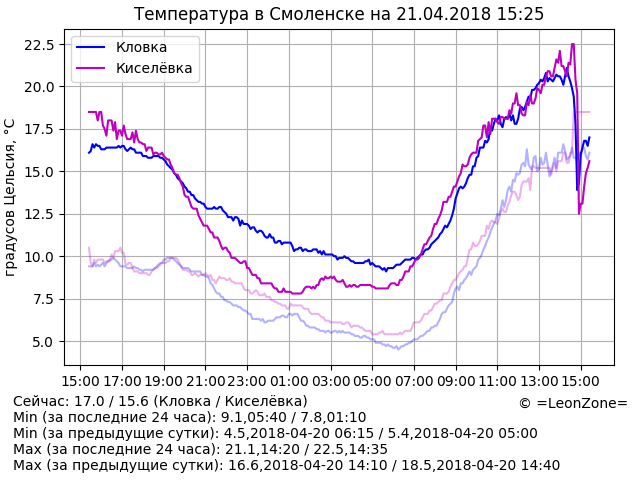 Температура в Смоленске на 21.04.2018 15:25
градусов Цельсия, °C
22.5
20.0
17.5
15.0
12.5
10.0
7.5
5.0
Кловка
Киселёвка
15:00 17:00 19:00 21:00 23:00 01:00 03:00 05:00 07:00 09:00 11:00 13:00 15:00
Сейчас: 17.0 / 15.6 (Кловка / Киселёвка)
© =LeonZone=
Min (за последние 24 часа): 9.1,05:40 / 7.8,01:10
Min (за предыдущие сутки): 4.5,2018-04-20 06:15 / 5.4,2018-04-20 05:00
Max (за последние 24 часа): 21.1,14:20 / 22.5,14:35
Max (за предыдущие сутки): 16.6,2018-04-20 14:10 / 18.5,2018-04-20 14:40